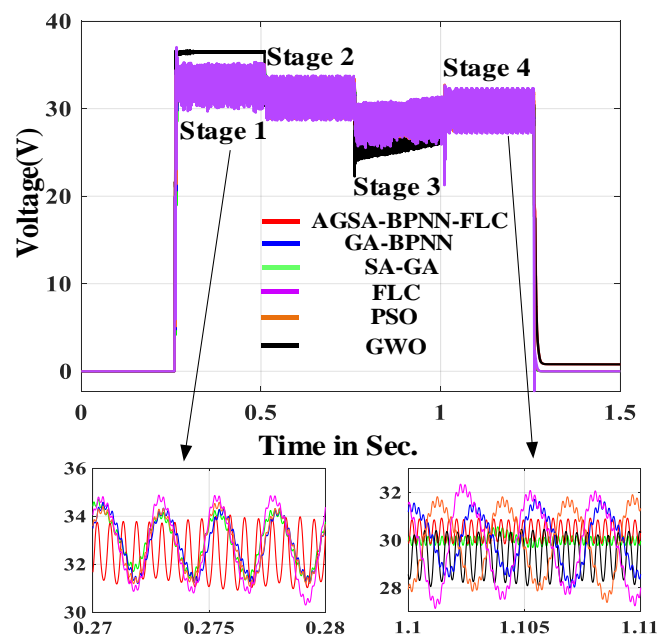 40
30
20
10
0
Voltage(V)
Stage 1
Stage 2
Stage 3
Stage 4
AGSA-BPNN-FLC
GA-BPNN
SA-GA
FLC
PSO
GWO
0
0.5
1
1.5
Time in Sec.
36
34
32
30
0.27
0.275
0.28
32
30
28
1.1
1.105
1.11